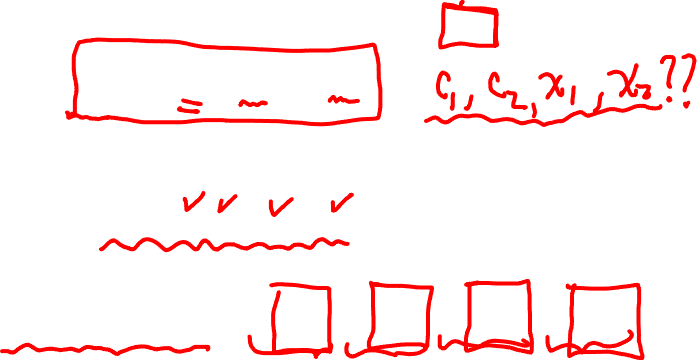 C₁, C₂, x₁, x₂??